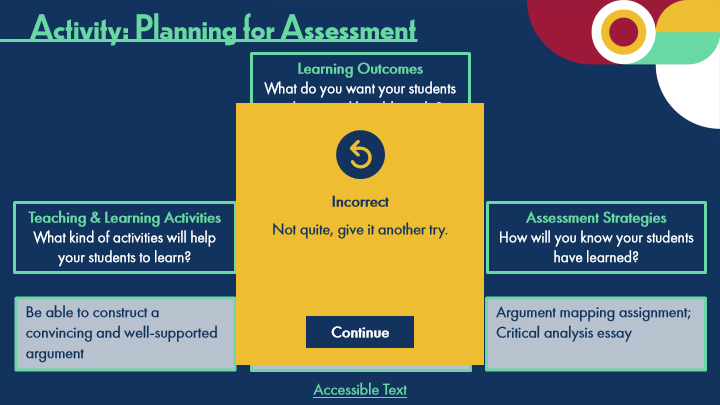 Activity: Planning for Assessment
Learning Outcomes
What do you want your students
Incorrect
Not quite, give it another try.
Continue
Teaching & Learning Activities
What kind of activities will help
your students to learn?
Assessment Strategies
How will you know your students
have learned?
Be able to construct a
convincing and well-supported
argument
Argument mapping assignment;
Critical analysis essay
Accessible Text